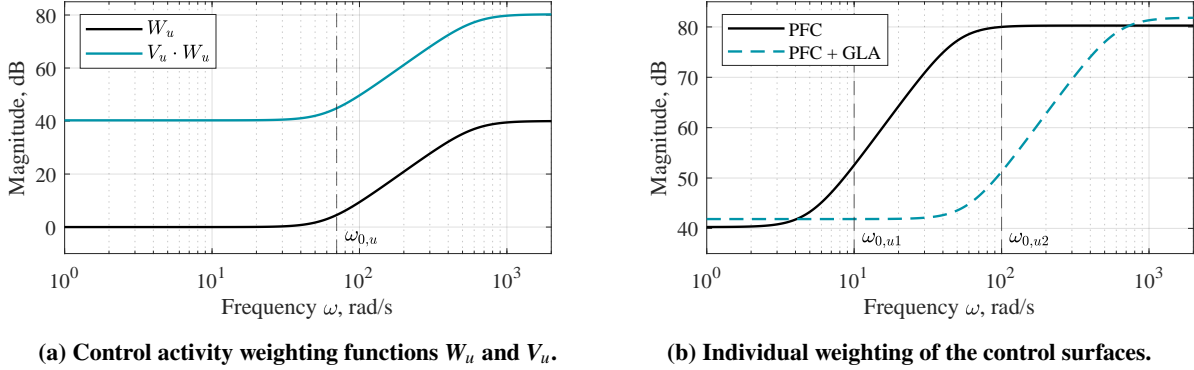 80
60
40
20
0
Magnitude, dB
W_u
V_u · W_u
ω_{0,u}
10^0
10^1
10^2
10^3
Frequency ω, rad/s
(a) Control activity weighting functions W_u and V_u.
80
70
60
50
40
Magnitude, dB
PFC
PFC + GLA
ω_{0,u1}
ω_{0,u2}
10^0
10^1
10^2
10^3
Frequency ω, rad/s
(b) Individual weighting of the control surfaces.